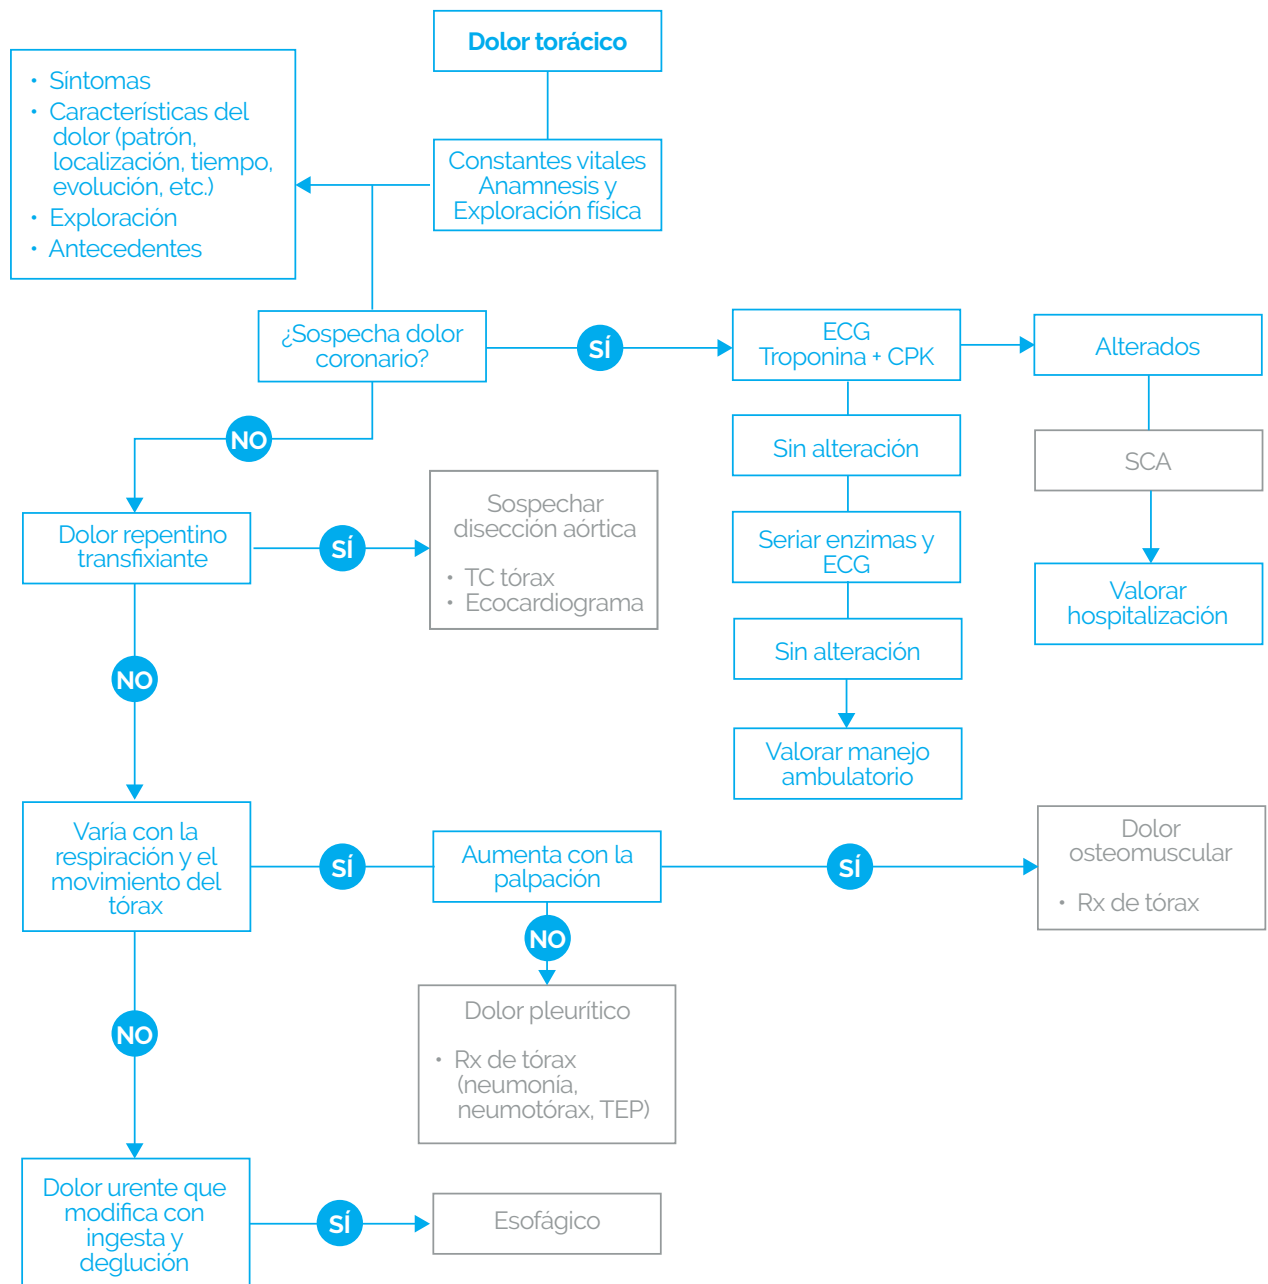 Dolor torácico
• Síntomas
• Características del
dolor (patrón,
localización, tiempo,
evolución, etc.)
• Exploración
• Antecedentes
Constantes vitales
Anamnesis y
Exploración física
¿Sospecha dolor
coronario?
SÍ
ECG
Troponina + CPK
Alterados
NO
Sin alteración
SCA
Sospechar
disección aórtica
• TC tórax
• Ecocardiograma
Dolor repentino
transfixiante
SÍ
Seriar enzimas y
ECG
Valorar
hospitalización
NO
Sin alteración
Valorar manejo
ambulatorio
Varía con la
respiración y el
movimiento del
tórax
SÍ
Aumenta con la
palpación
SÍ
Dolor
osteomuscular
• Rx de tórax
NO
Dolor pleurítico
• Rx de tórax
(neumonía,
neumotórax, TEP)
NO
Dolor urente que
modifica con
ingesta y
deglución
SÍ
Esofágico